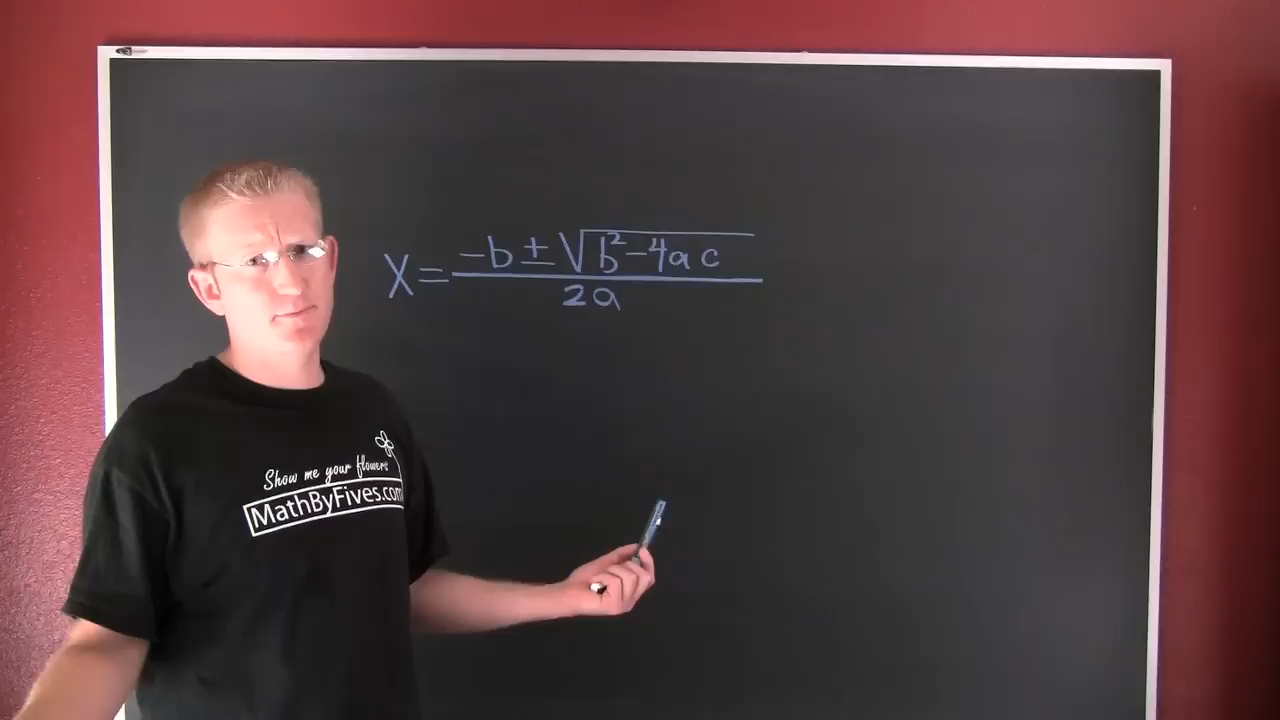 X = -b ± √b² - 4ac
2a
Show me your flowers
MathByFives.com